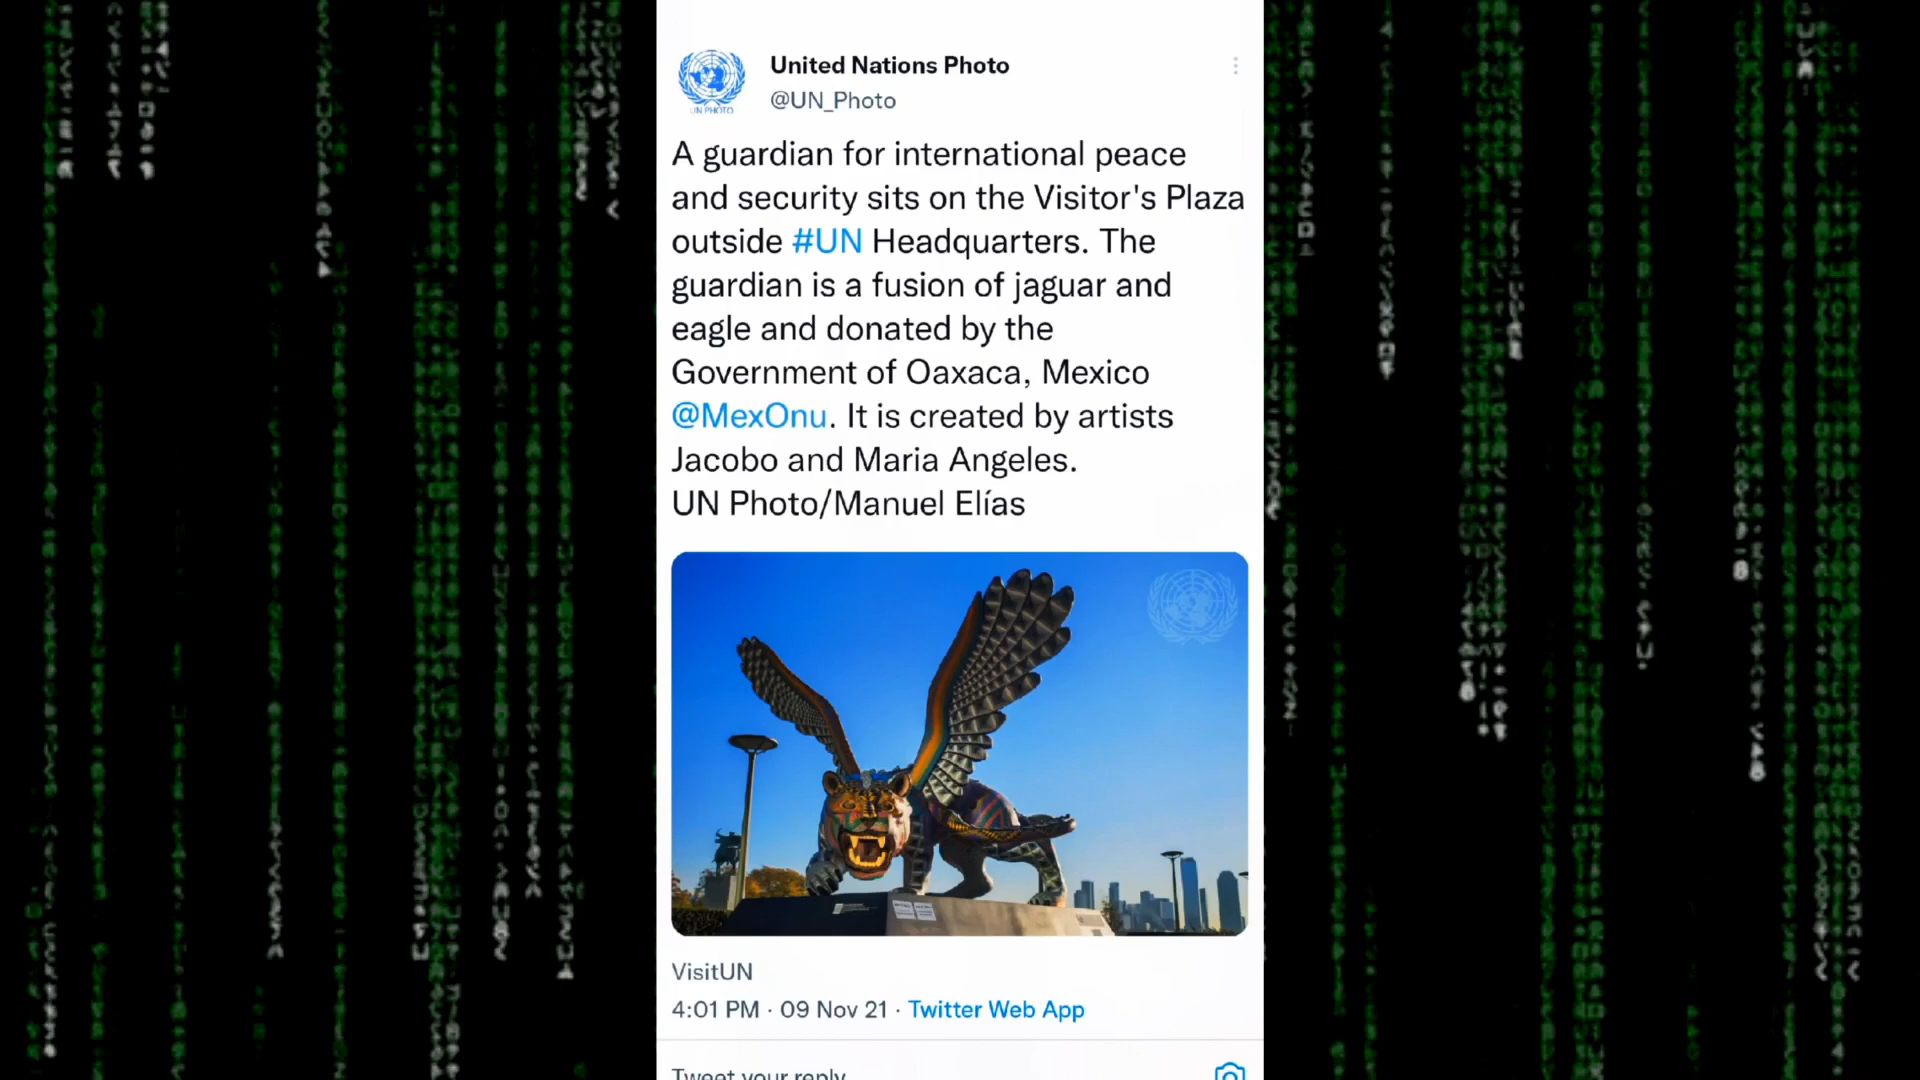 United Nations Photo
@UN_Photo
UN PHOTO
A guardian for international peace
and security sits on the Visitor's Plaza
outside #UN Headquarters. The
guardian is a fusion of jaguar and
eagle and donated by the
Government of Oaxaca, Mexico
@MexOnu. It is created by artists
Jacobo and Maria Angeles.
UN Photo/Manuel Elías
VisitUN
4:01 PM · 09 Nov 21 · Twitter Web App
Tweet your reply